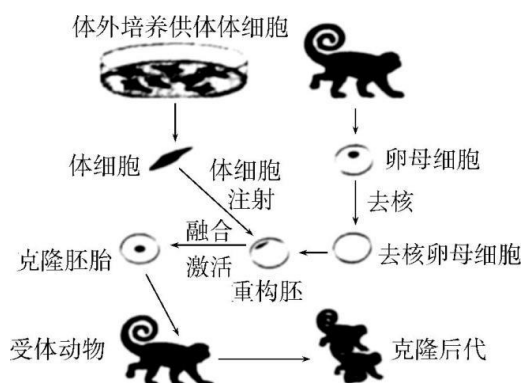 体外培养供体体细胞
体细胞
体细胞
注射
卵母细胞
去核
克隆胚胎
融合
激活
重构胚
去核卵母细胞
受体动物
克隆后代